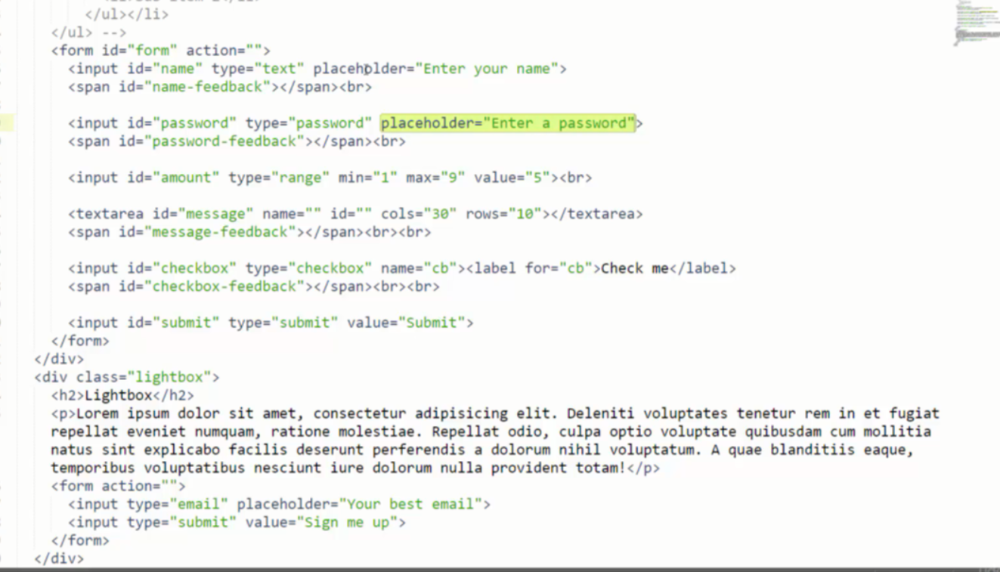 </ul></li>
</ul> -->
<form id="form" action="">
<input id="name" type="text" placeholder="Enter your name">
<span id="name-feedback"></span><br>
<input id="password" type="password" placeholder="Enter a password">
<span id="password-feedback"></span><br>
<input id="amount" type="range" min="1" max="9" value="5"><br>
<textarea id="message" name="" id="" cols="30" rows="10"></textarea>
<span id="message-feedback"></span><br><br>
<input id="checkbox" type="checkbox" name="cb"><label for="cb">Check me</label>
<span id="checkbox-feedback"></span><br><br>
<input id="submit" type="submit" value="Submit">
</form>
</div>
<div class="lightbox">
<h2>Lightbox</h2>
<p>Lorem ipsum dolor sit amet, consectetur adipisicing elit. Deleniti voluptates tenetur rem in et fugiat
repellat eveniet numquam, ratione molestiae. Repellat odio, culpa optio voluptate quibusdam cum mollitia
natus sint explicabo facilis deserunt perferendis a dolorum nihil voluptatum. A quae blanditiis eaque,
temporibus voluptatibus nesciunt iure dolorum nulla provident totam!</p>
<form action="">
<input type="email" placeholder="Your best email">
<input type="submit" value="Sign me up">
</form>
</div>